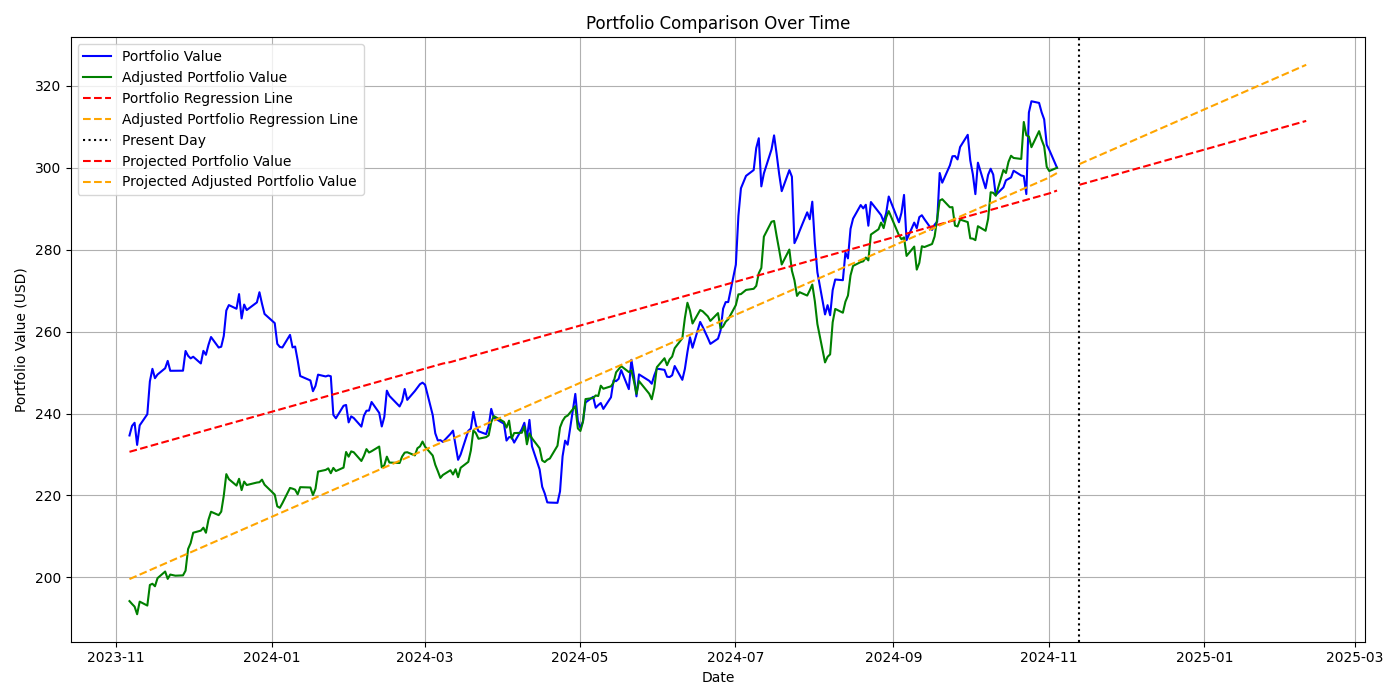 Portfolio Comparison Over Time
Portfolio Value
Adjusted Portfolio Value
Portfolio Regression Line
Adjusted Portfolio Regression Line
Present Day
Projected Portfolio Value
Projected Adjusted Portfolio Value
Portfolio Value (USD)
320
300
280
260
240
220
200
2023-11
2024-01
2024-03
2024-05
2024-07
2024-09
2024-11
2025-01
2025-03
Date